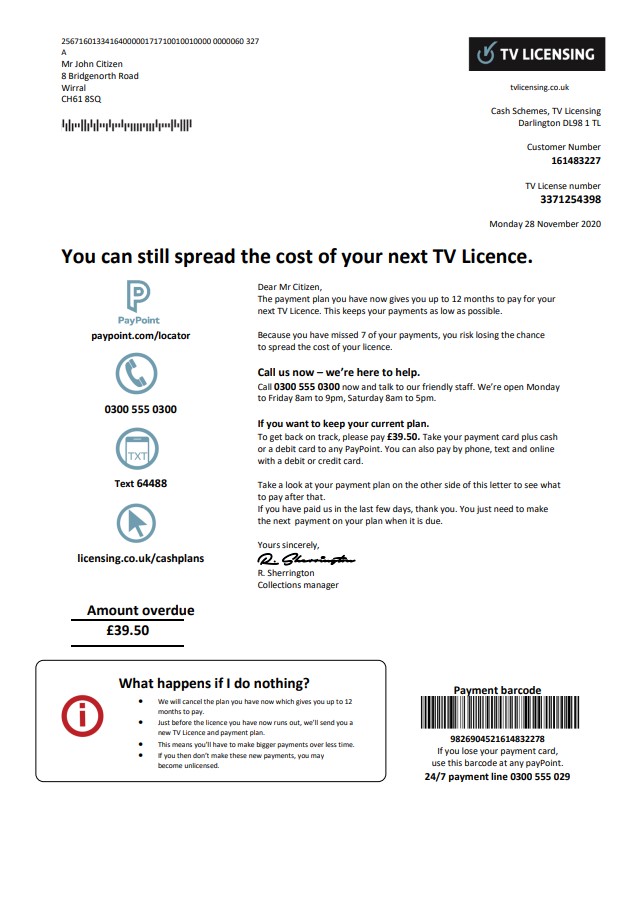 25671601334164000001717100100100000 0000060 327
A
Mr John Citizen
8 Bridgenorth Road
Wirral
CH61 8SQ
TV LICENSING
tvlicensing.co.uk
Cash Schemes, TV Licensing
Darlington DL98 1 TL
Customer Number
161483227
TV License number
3371254398
Monday 28 November 2020
You can still spread the cost of your next TV Licence.
PayPoint
paypoint.com/locator
0300 555 0300
TXT
Text 64488
licensing.co.uk/cashplans
Dear Mr Citizen,
The payment plan you have now gives you up to 12 months to pay for your
next TV Licence. This keeps your payments as low as possible.
Because you have missed 7 of your payments, you risk losing the chance
to spread the cost of your licence.
Call us now – we're here to help.
Call 0300 555 0300 now and talk to our friendly staff. We're open Monday
to Friday 8am to 9pm, Saturday 8am to 5pm.
If you want to keep your current plan.
To get back on track, please pay £39.50. Take your payment card plus cash
or a debit card to any PayPoint. You can also pay by phone, text and online
with a debit or credit card.
Take a look at your payment plan on the other side of this letter to see what
to pay after that.
If you have paid us in the last few days, thank you. You just need to make
the next payment on your plan when it is due.
Yours sincerely,
R. Sherrington
R. Sherrington
Collections manager
Amount overdue
£39.50
What happens if I do nothing?
• We will cancel the plan you have now which gives you up to 12
months to pay.
• Just before the licence you have now runs out, we'll send you a
new TV Licence and payment plan.
• This means you'll have to make bigger payments over less time.
• If you then don't make these new payments, you may
become unlicensed.
Payment barcode
9826904521614832278
If you lose your payment card,
use this barcode at any payPoint.
24/7 payment line 0300 555 029